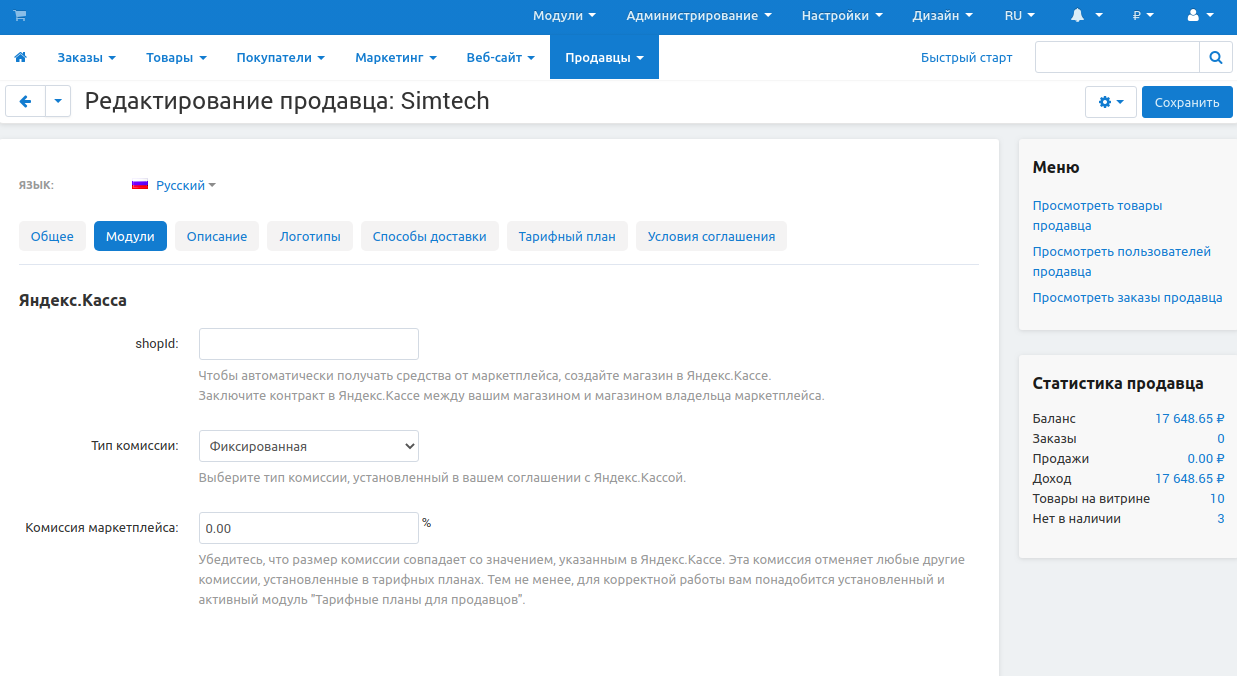 Модули Администрирование Настройки Дизайн RU ₽
Заказы Товары Покупатели Маркетинг Веб-сайт Продавцы Быстрый старт
Редактирование продавца: Simtech Сохранить
ЯЗЫК: Русский
Общее Модули Описание Логотипы Способы доставки Тарифный план Условия соглашения
Яндекс.Касса
shopId:
Чтобы автоматически получать средства от маркетплейса, создайте магазин в Яндекс.Кассе.
Заключите контракт в Яндекс.Кассе между вашим магазином и магазином владельца маркетплейса.
Тип комиссии: Фиксированная
Выберите тип комиссии, установленный в вашем соглашении с Яндекс.Кассой.
Комиссия маркетплейса: 0.00 %
Убедитесь, что размер комиссии совпадает со значением, указанным в Яндекс.Кассе. Эта комиссия отменяет любые другие
комиссии, установленные в тарифных планах. Тем не менее, для корректной работы вам понадобится установленный и
активный модуль "Тарифные планы для продавцов".
Меню
Просмотреть товары
продавца
Просмотреть пользователей
продавца
Просмотреть заказы продавца
Статистика продавца
Баланс 17 648.65 ₽
Заказы 0
Продажи 0.00 ₽
Доход 17 648.65 ₽
Товары на витрине 10
Нет в наличии 3